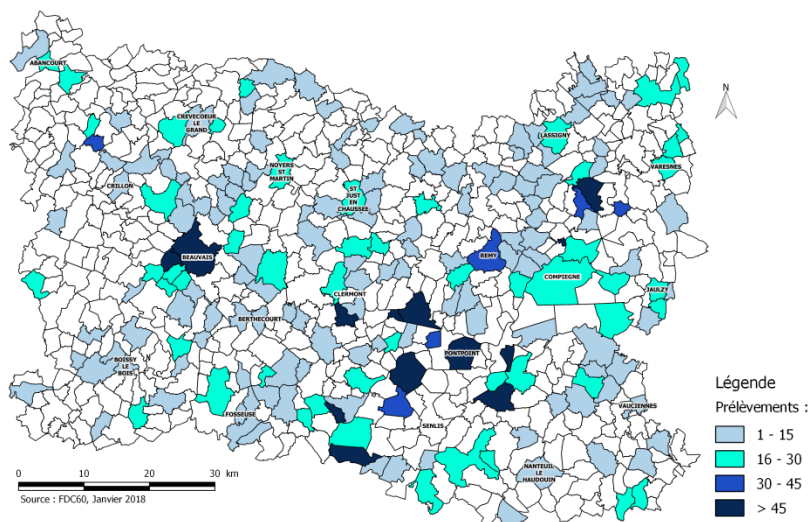 ABANCOURT
CREVECOEUR
LE
GRAND
LASSIGNY
N
NOYERS
ST
MARTIN
VARESNES
CRILLON
ST
JUST
EN
CHAUSSEE
BEAUVAIS
REMY
COMPIEGNE
JAULZY
CLERMONT
BERTHECOURT
PONTPOINT
BOISSY
LE
BOIS
FOSSEUSE
SENLIS
VAUCIENNES
NANTEUIL
LE
HAUDOUIN
Légende
Prélèvements :
1 - 15
16 - 30
30 - 45
> 45
0 10 20 30 km
Source : FDC60, Janvier 2018